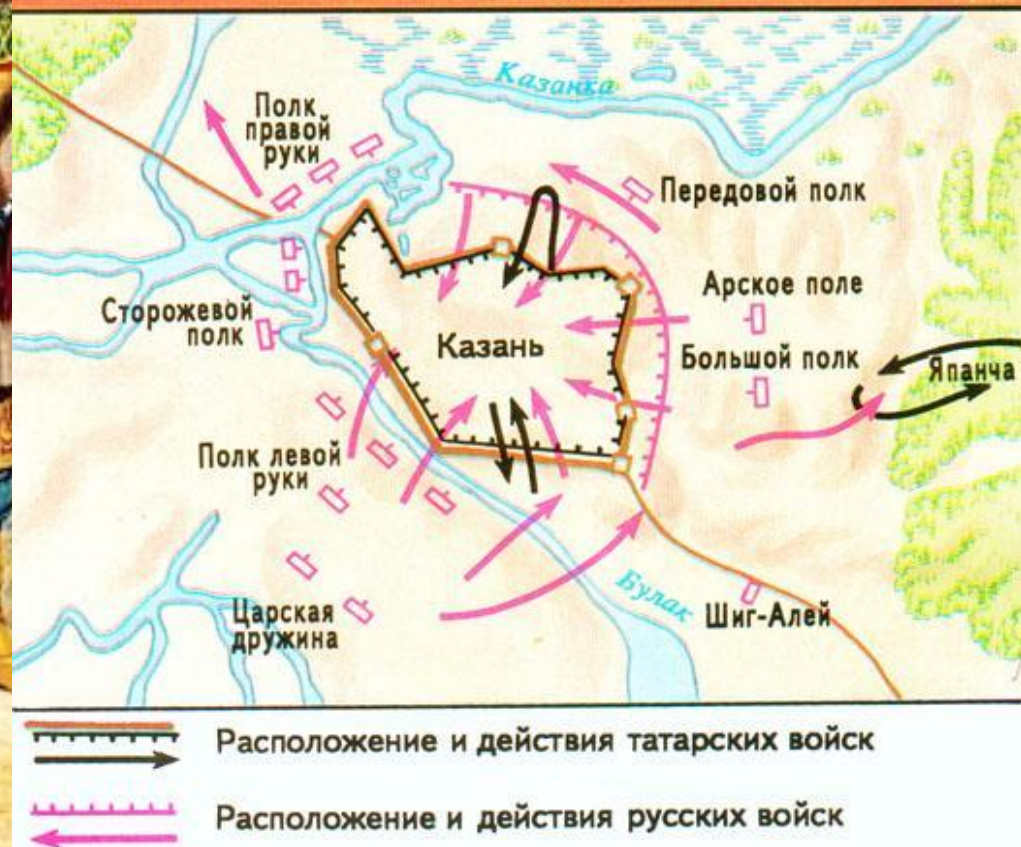 Казанка
Полк
правой
руки
Передовой полк
Арское поле
Сторожевой
полк
Казань
Большой полк
Япанча
Полк левой
руки
Булак
Царская
дружина
Шиг-Алей
Расположение и действия татарских войск
Расположение и действия русских войск